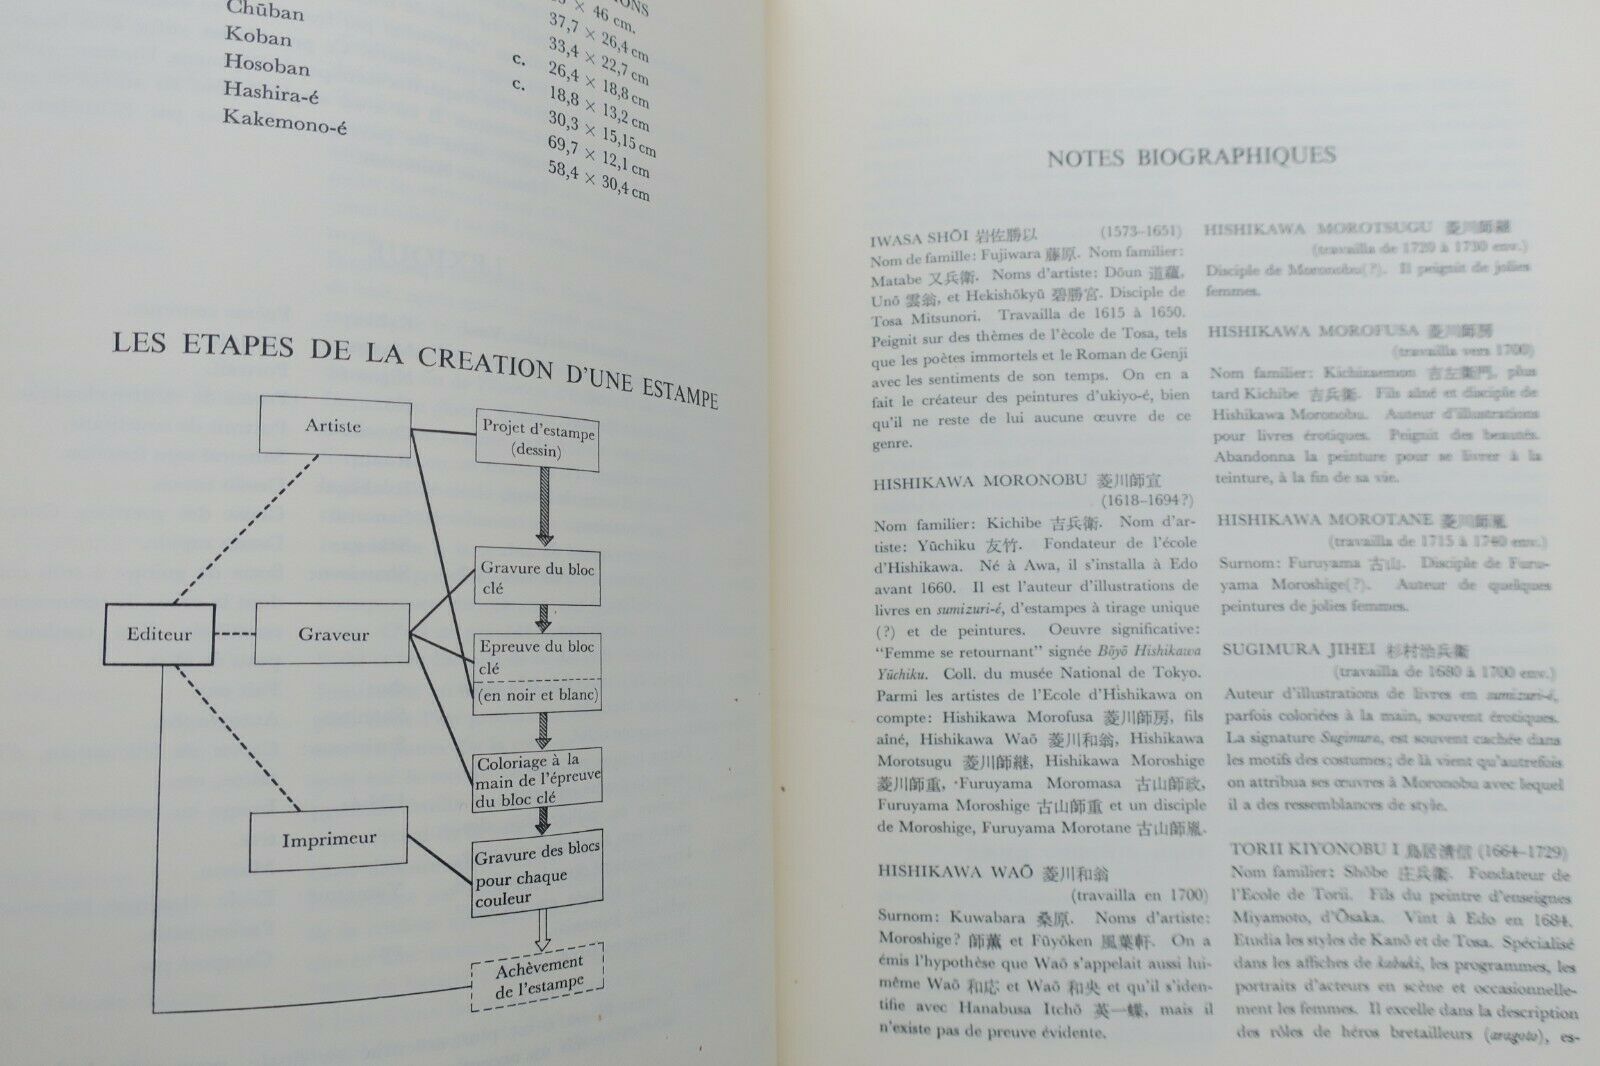 Chūban
Koban
Hosoban
Hashira-é
Kakemono-é
× 46 cm.
37,7 × 26,4 cm
33,4 × 22,7 cm
c. 26,4 × 18,8 cm
c. 18,8 × 13,2 cm
30,3 × 15,15 cm
69,7 × 12,1 cm
58,4 × 30,4 cm
LES ETAPES DE LA CREATION D'UNE ESTAMPE
Artiste
Projet d'estampe
(dessin)
Gravure du bloc
clé
Editeur
Graveur
Epreuve du bloc
clé
(en noir et blanc)
Coloriage à la
main de l'épreuve
du bloc clé
Imprimeur
Gravure des blocs
pour chaque
couleur
Achèvement
de l'estampe
NOTES BIOGRAPHIQUES
IWASA SHŌI 岩佐勝以 (1573–1651)
Nom de famille: Fujiwara 藤原. Nom familier:
Matabe 又兵衛. Noms d'artiste: Dōun 道蘊,
Unō 雲翁, et Hekishōkyū 碧勝宮. Disciple de
Tosa Mitsunori. Travailla de 1615 à 1650.
Peignit sur des thèmes de l'ècole de Tosa, tels
que les poètes immortels et le Roman de Genji
avec les sentiments de son temps. On en a
fait le créateur des peintures d'ukiyo-é, bien
qu'il ne reste de lui aucune œuvre de ce
genre.
HISHIKAWA MORONOBU 菱川師宣
(1618–1694?)
Nom familier: Kichibe 吉兵衛. Nom d'ar-
tiste: Yūchiku 友竹. Fondateur de l'école
d'Hishikawa. Né à Awa, il s'installa à Edo
avant 1660. Il est l'auteur d'illustrations de
livres en sumizuri-é, d'estampes à tirage unique
(?) et de peintures. Oeuvre significative:
"Femme se retournant" signée Bōyō Hishikawa
Yūchiku. Coll. du musée National de Tokyo.
Parmi les artistes de l'Ecole d'Hishikawa on
compte: Hishikawa Morofusa 菱川師房, fils
aîné, Hishikawa Waō 菱川和翁, Hishikawa
Morotsugu 菱川師継, Hishikawa Moroshige
菱川師重, Furuyama Moromasa 古山師政,
Furuyama Moroshige 古山師重 et un disciple
de Moroshige, Furuyama Morotane 古山師胤.
HISHIKAWA WAŌ 菱川和翁
(travailla en 1700)
Surnom: Kuwabara 桑原. Noms d'artiste:
Moroshige? 師薫 et Fūyōken 風葉軒. On a
émis l'hypothèse que Waō s'appelait aussi lui-
même Waō 和応 et Waō 和央 et qu'il s'iden-
tifie avec Hanabusa Itchō 英一蝶, mais il
n'existe pas de preuve évidente.
HISHIKAWA MOROTSUGU 菱川師継
(travailla de 1720 à 1730 env.)
Disciple de Moronobu(?). Il peignit de jolies
femmes.
HISHIKAWA MOROFUSA 菱川師房
(travailla vers 1700)
Nom familier: Kichizaemon 吉左衛門, plus
tard Kichibe 吉兵衛. Fils aîné et disciple de
Hishikawa Moronobu. Auteur d'illustrations
pour livres érotiques. Peignit des beautés.
Abandonna la peinture pour se livrer à la
teinture, à la fin de sa vie.
HISHIKAWA MOROTANE 菱川師胤
(travailla de 1715 à 1740 env.)
Surnom: Furuyama 古山. Disciple de Furu-
yama Moroshige(?). Auteur de quelques
peintures de jolies femmes.
SUGIMURA JIHEI 杉村治兵衛
(travailla de 1680 à 1700 env.)
Auteur d'illustrations de livres en sumizuri-é,
parfois coloriées à la main, souvent érotiques.
La signature Sugimura, est souvent cachée dans
les motifs des costumes; de là vient qu'autrefois
on attribua ses œuvres à Moronobu avec lequel
il a des ressemblances de style.
TORII KIYONOBU I 鳥居清信 (1664–1729)
Nom familier: Shōbe 庄兵衛. Fondateur de
l'Ecole de Torii. Fils du peintre d'enseignes
Miyamoto, d'Ōsaka. Vint à Edo en 1684.
Etudia les styles de Kanō et de Tosa. Spécialisé
dans les affiches de kabuki, les programmes, les
portraits d'acteurs en scène et occasionnelle-
ment les femmes. Il excelle dans la description
des rôles de héros bretailleurs (aragoto), es-